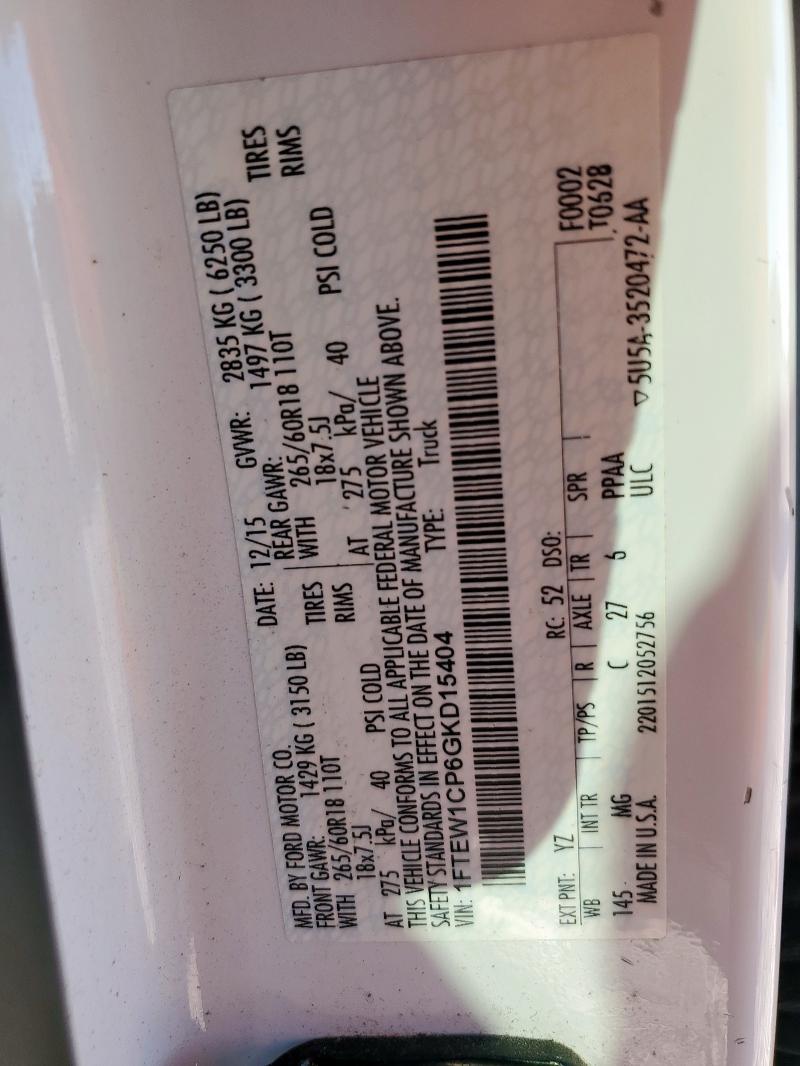 MFD. BY FORD MOTOR CO.
DATE: 12/15 GVWR: 2835 KG ( 6250 LB)
FRONT GAWR: 1429 KG ( 3150 LB)
REAR GAWR: 1497 KG ( 3300 LB)
WITH 265/60R18 110T TIRES
WITH 265/60R18 110T TIRES
18x7.5J RIMS
18x7.5J RIMS
AT 275 kPa/ 40 PSI COLD
AT 275 kPa/ 40 PSI COLD
THIS VEHICLE CONFORMS TO ALL APPLICABLE FEDERAL MOTOR VEHICLE
SAFETY STANDARDS IN EFFECT ON THE DATE OF MANUFACTURE SHOWN ABOVE.
VIN: 1FTEW1CP6GKD15404 TYPE: Truck
EXT PNT: YZ RC: 52 DSO: F0002
WB INT TR TP/PS R AXLE TR SPR T0628
145 MG C 27 6 PPAA
MADE IN U.S.A. 2201512052756 ULC ▽5U5A-3520472-AA